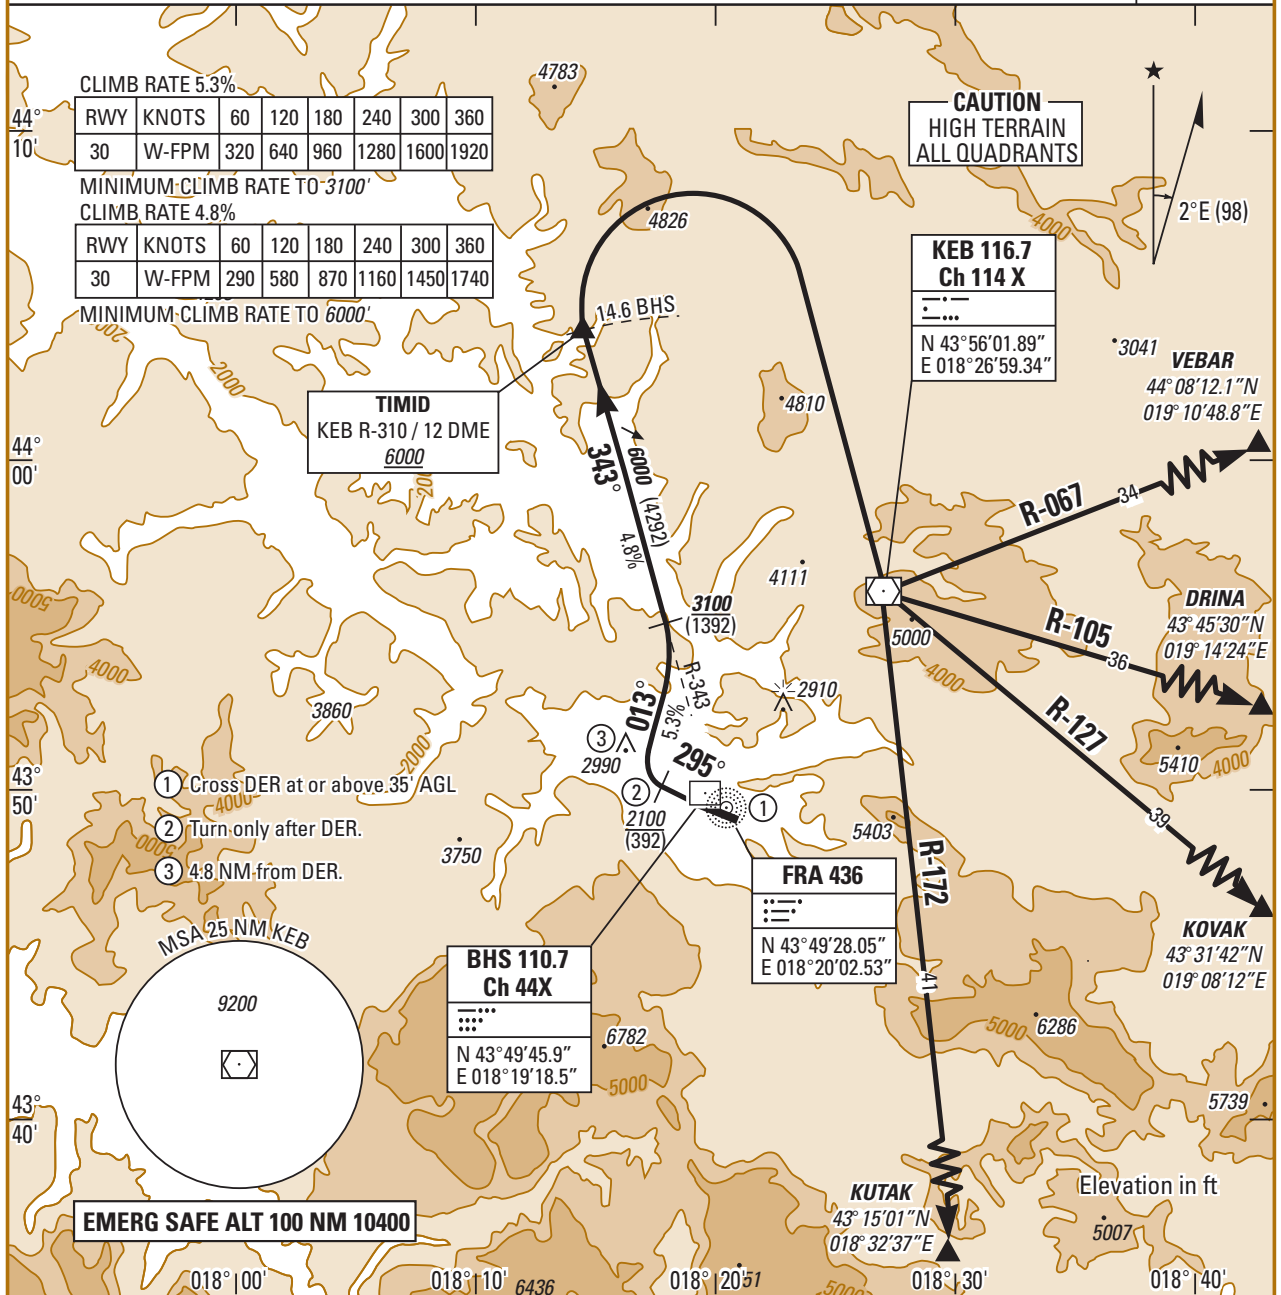 CLIMB RATE 5.3%
RWY KNOTS 60 120 180 240 300 360
30 W-FPM 320 640 960 1280 1600 1920
MINIMUM CLIMB RATE TO 3100'
CLIMB RATE 4.8%
RWY KNOTS 60 120 180 240 300 360
30 W-FPM 290 580 870 1160 1450 1740
MINIMUM CLIMB RATE TO 6000'
44°
10'
4783
CAUTION
HIGH TERRAIN
ALL QUADRANTS
2°E (98)
4000
4826
KEB 116.7
Ch 114 X
N 43°56'01.89"
E 018°26'59.34"
14.6 BHS
2000
2000
3041
VEBAR
44°08'12.1"N
019°10'48.8"E
TIMID
KEB R-310 / 12 DME
6000
4810
44°
00'
343°
6000
(4292)
4.8%
R-067
34
4111
3100
(1392)
5000
4000
R-105
36
DRINA
43°45'30"N
019°14'24"E
5000
4000
3860
2000
R-343
013°
5.3%
2910
4000
R-127
39
5410
4000
3
2990
295°
2
2100
(392)
1
43°
50'
1 Cross DER at or above 35' AGL
2 Turn only after DER.
3 4.8 NM from DER.
4000
5000
3750
5403
R-172
41
FRA 436
N 43°49'28.05"
E 018°20'02.53"
KOVAK
43°31'42"N
019°08'12"E
MSA 25 NM KEB
9200
BHS 110.7
Ch 44X
N 43°49'45.9"
E 018°19'18.5"
6782
5000
5000
6286
5739
43°
40'
EMERG SAFE ALT 100 NM 10400
KUTAK
43°15'01"N
018°32'37"E
Elevation in ft
5007
6436
51
5000
018° 00' 018° 10' 018° 20' 018° 30' 018° 40'